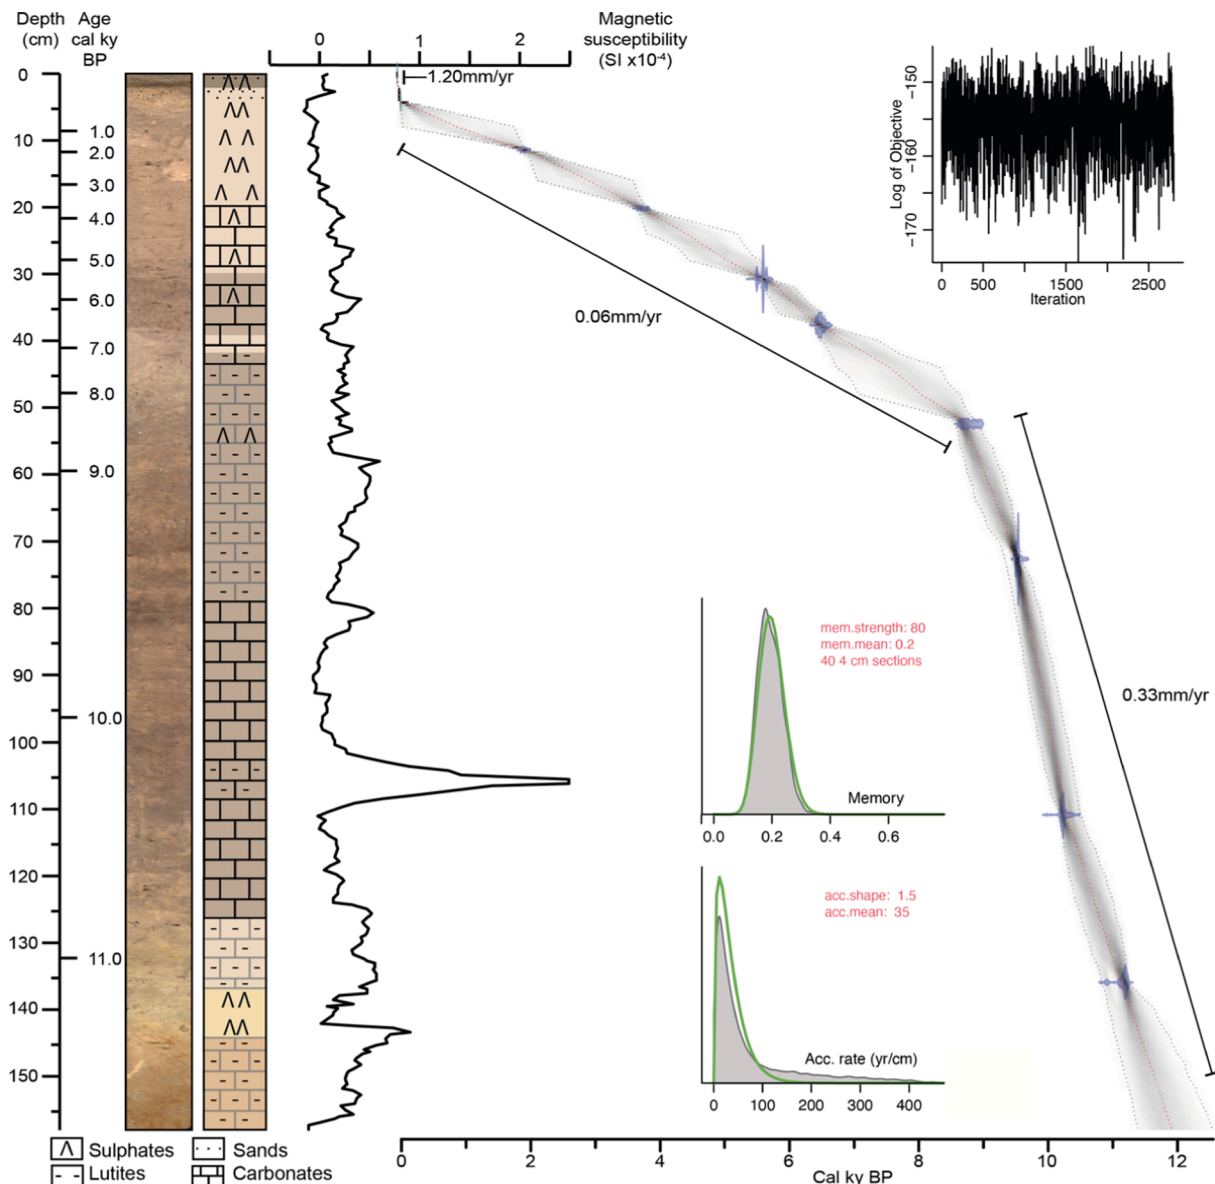 Depth
(cm)
Age
cal ky
BP
0
1
2
Magnetic
susceptibility
(SI x10⁻⁴)
0
10
20
30
40
50
60
70
80
90
100
110
120
130
140
150
1.0
2.0
3.0
4.0
5.0
6.0
7.0
8.0
9.0
10.0
11.0
1.20mm/yr
0.06mm/yr
0.33mm/yr
Log of Objective
-150
-160
-170
0
500
1500
2500
Iteration
mem.strength: 80
mem.mean: 0.2
40 4 cm sections
Memory
0.0
0.2
0.4
0.6
acc.shape: 1.5
acc.mean: 35
Acc. rate (yr/cm)
0
100
200
300
400
0
2
4
6
8
10
12
Cal ky BP
Sulphates
Sands
Lutites
Carbonates